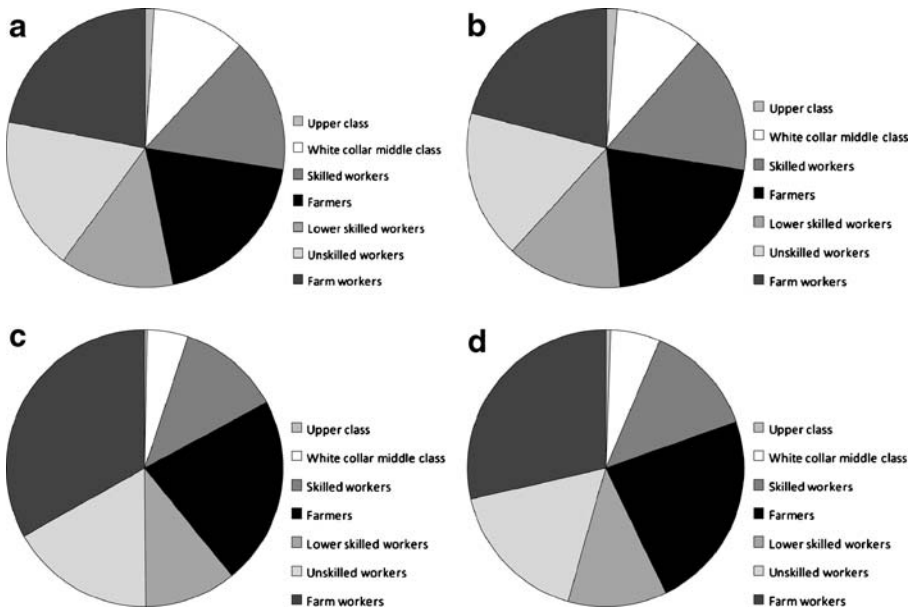 a
Upper class
White collar middle class
Skilled workers
Farmers
Lower skilled workers
Unskilled workers
Farm workers
b
Upper class
White collar middle class
Skilled workers
Farmers
Lower skilled workers
Unskilled workers
Farm workers
c
Upper class
White collar middle class
Skilled workers
Farmers
Lower skilled workers
Unskilled workers
Farm workers
d
Upper class
White collar middle class
Skilled workers
Farmers
Lower skilled workers
Unskilled workers
Farm workers